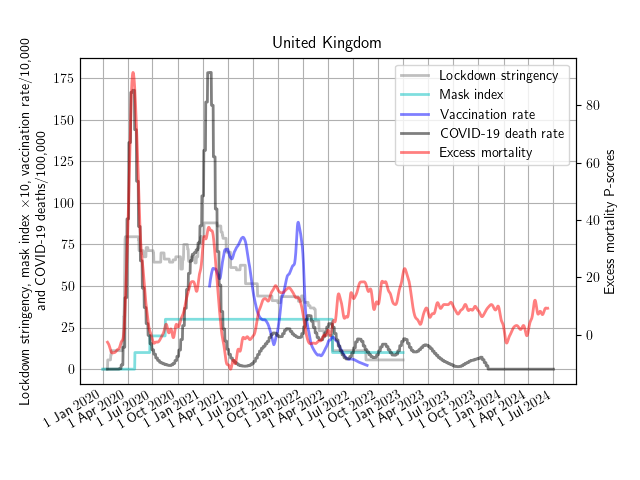 United Kingdom
Lockdown stringency, mask index ×10, vaccination rate/10,000
and COVID-19 deaths/100,000
175
150
125
100
75
50
25
0
Lockdown stringency
Mask index
Vaccination rate
COVID-19 death rate
Excess mortality
80
60
40
20
0
Excess mortality P-scores
1 Jan 2020
1 Apr 2020
1 Jul 2020
1 Oct 2020
1 Jan 2021
1 Apr 2021
1 Jul 2021
1 Oct 2021
1 Jan 2022
1 Apr 2022
1 Jul 2022
1 Oct 2022
1 Jan 2023
1 Apr 2023
1 Jul 2023
1 Oct 2023
1 Jan 2024
1 Apr 2024
1 Jul 2024